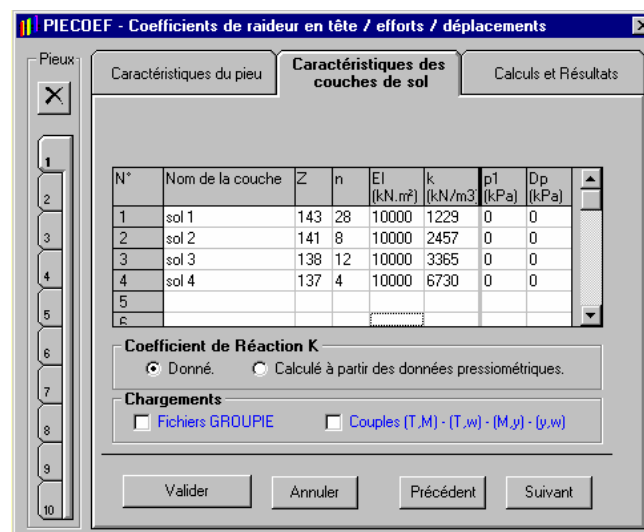 PIECOEF - Coefficients de raideur en tête / efforts / déplacements
Pieux
Caractéristiques du pieu
Caractéristiques des couches de sol
Calculs et Résultats
1
2
3
4
5
6
7
8
9
10
N° Nom de la couche Z n EI (kN.m²) k (kN/m3) p1 (kPa) Dp (kPa)
1 sol 1 143 28 10000 1229 0 0
2 sol 2 141 8 10000 2457 0 0
3 sol 3 138 12 10000 3365 0 0
4 sol 4 137 4 10000 6730 0 0
5
6
Coefficient de Réaction K
Donné. Calculé à partir des données pressiométriques.
Chargements
Fichiers GROUPIE Couples (T,M) - (T,w) - (M,y) - (y,w)
Valider Annuler Précédent Suivant